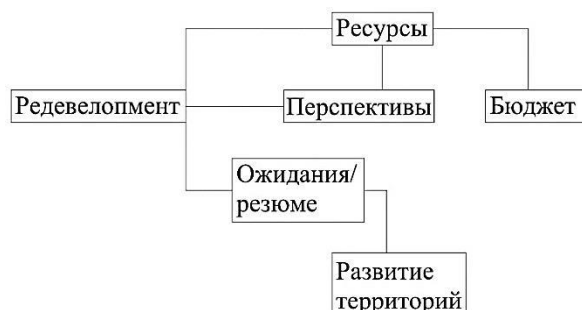 Ресурсы
Редевелопмент
Перспективы
Бюджет
Ожидания/
резюме
Развитие
территорий